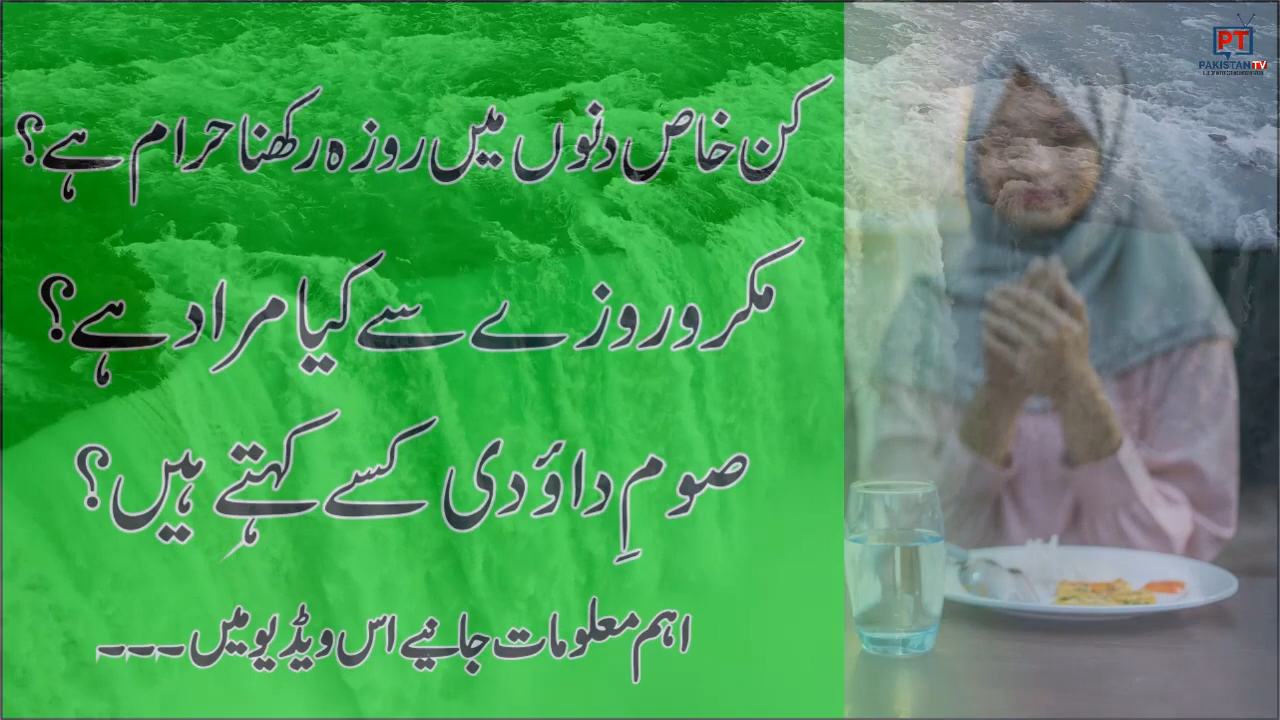 کن خاص دنوں میں روزہ رکھنا حرام ہے؟
مکرو روزے سے کیا مراد ہے؟
صومِ داؤدی کسے کہتے ہیں؟
اہم معلومات جانیے اس ویڈیو میں۔۔۔
PT
PAKISTAN TV